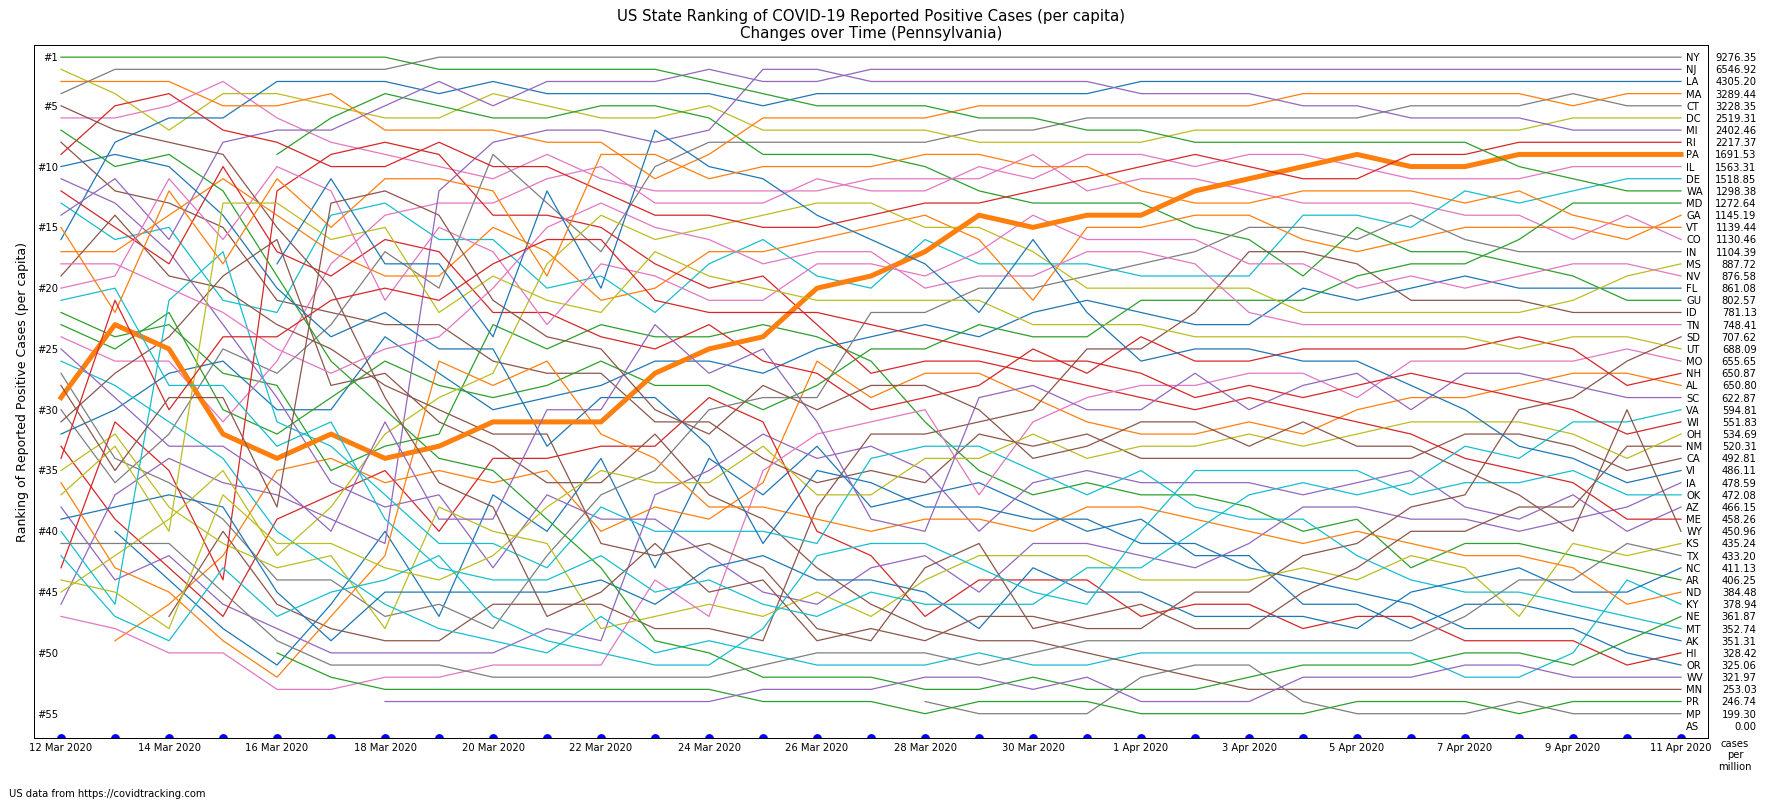 US State Ranking of COVID-19 Reported Positive Cases (per capita)
Changes over Time (Pennsylvania)
Ranking of Reported Positive Cases (per capita)
#1
#5
#10
#15
#20
#25
#30
#35
#40
#45
#50
#55
NY 9276.35
NJ 6546.92
LA 4305.20
MA 3289.44
CT 3228.35
DC 2519.31
MI 2402.46
RI 2217.37
PA 1691.53
IL 1563.31
DE 1518.85
WA 1298.38
MD 1272.64
GA 1145.19
VT 1139.44
CO 1130.46
IN 1104.39
MS 887.72
NV 876.58
FL 861.08
GU 802.57
ID 781.13
TN 748.41
SD 707.62
UT 688.09
MO 655.65
NH 650.87
AL 650.80
SC 622.87
VA 594.81
WI 551.83
OH 534.69
NM 520.31
CA 492.81
VI 486.11
IA 478.59
OK 472.08
AZ 466.15
ME 458.26
WY 450.96
KS 435.24
TX 433.20
NC 411.13
AR 406.25
ND 384.48
KY 378.94
NE 361.87
MT 352.74
AK 351.31
HI 328.42
OR 325.06
WV 321.97
MN 253.03
PR 246.74
MP 199.30
AS 0.00
12 Mar 2020 14 Mar 2020 16 Mar 2020 18 Mar 2020 20 Mar 2020 22 Mar 2020 24 Mar 2020 26 Mar 2020 28 Mar 2020 30 Mar 2020 1 Apr 2020 3 Apr 2020 5 Apr 2020 7 Apr 2020 9 Apr 2020 11 Apr 2020
cases
per
million
US data from https://covidtracking.com